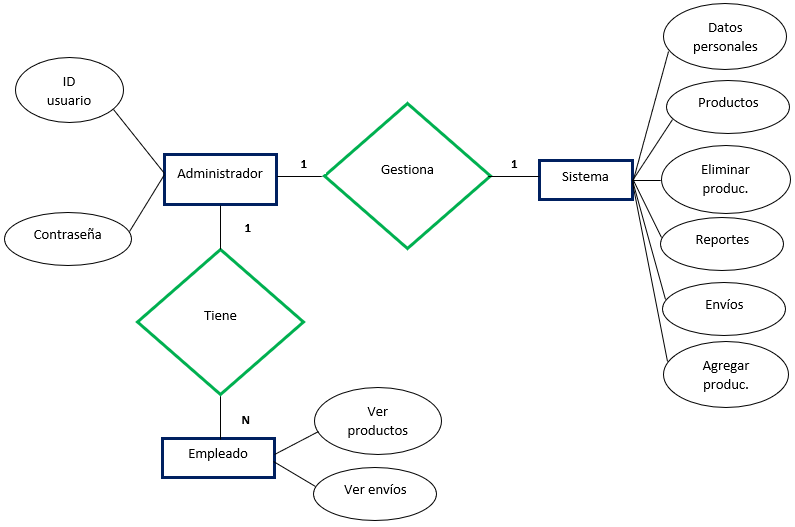 Datos
personales
ID
usuario
Productos
Administrador
1
Gestiona
1
Sistema
Eliminar
produc.
Contraseña
1
Reportes
Tiene
Envíos
Agregar
produc.
N
Ver
productos
Empleado
Ver envíos